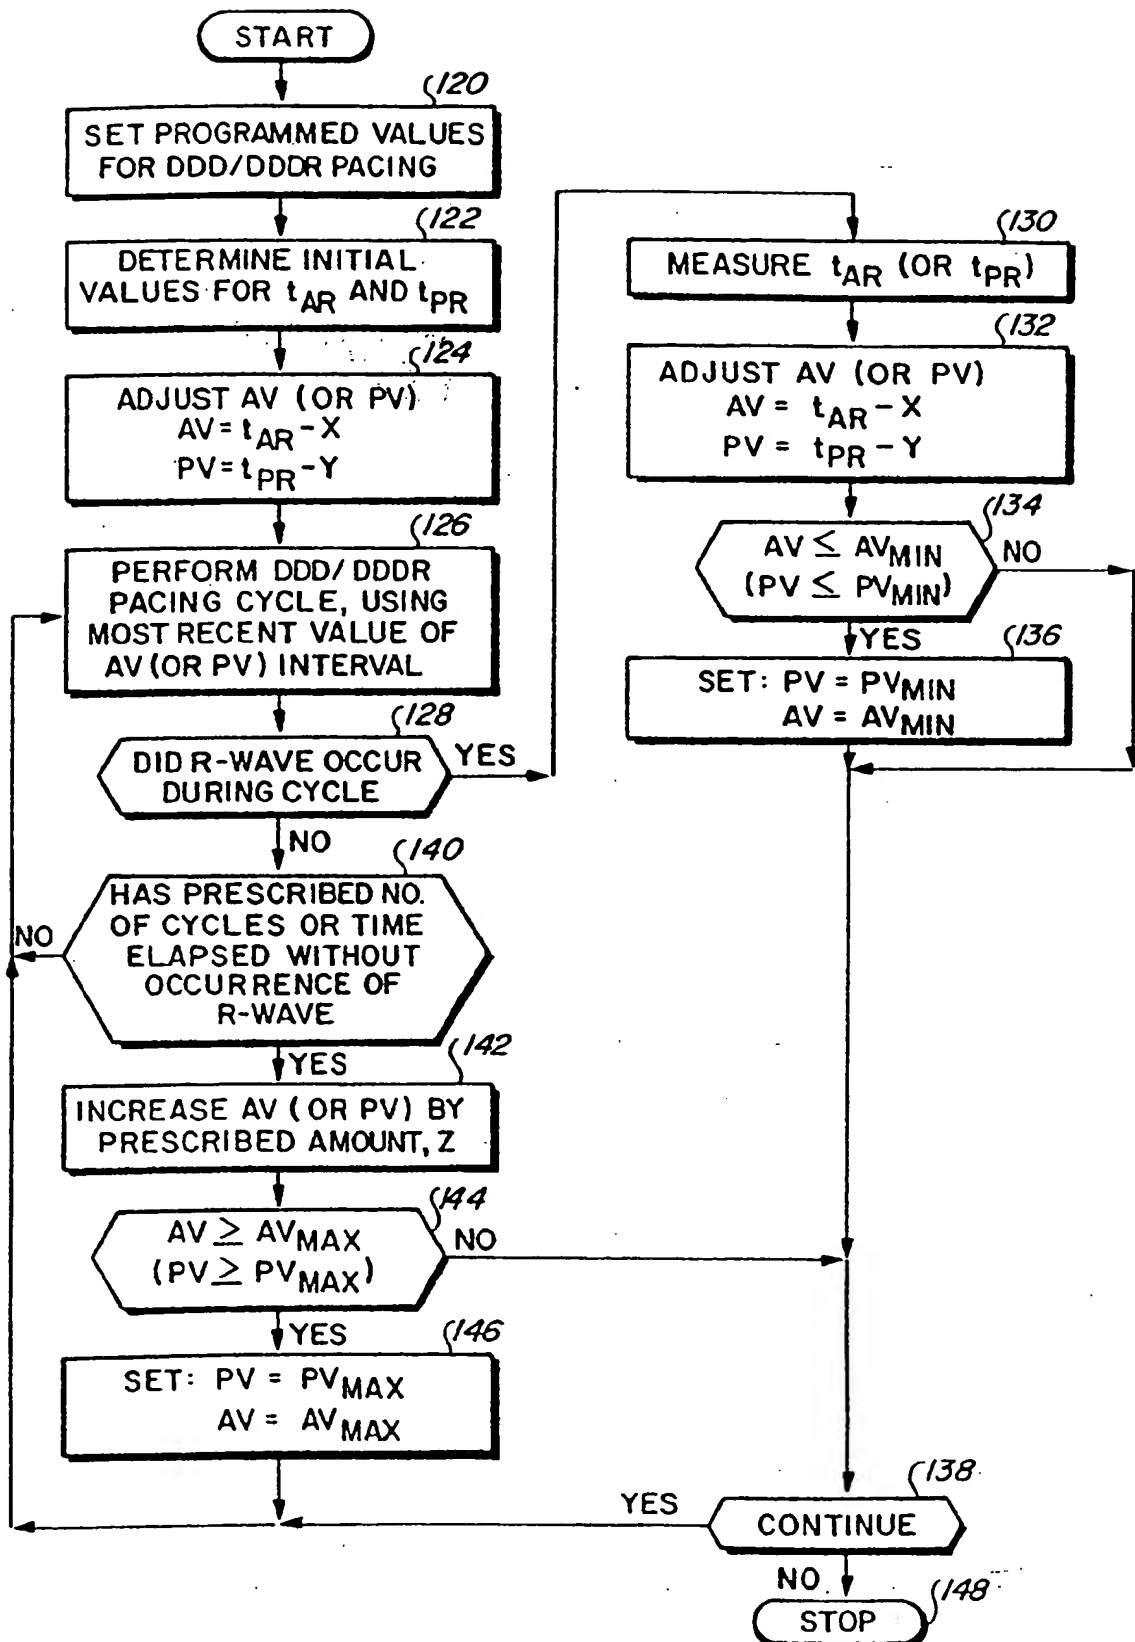 START
120
SET PROGRAMMED VALUES
FOR DDD/DDDR PACING
122
DETERMINE INITIAL
VALUES FOR tAR AND tPR
124
ADJUST AV (OR PV)
AV = tAR - X
PV = tPR - Y
126
PERFORM DDD/DDDR
PACING CYCLE, USING
MOST RECENT VALUE OF
AV (OR PV) INTERVAL
128
DID R-WAVE OCCUR
DURING CYCLE
YES
NO
140
HAS PRESCRIBED NO.
OF CYCLES OR TIME
ELAPSED WITHOUT
OCCURRENCE OF
R-WAVE
NO
YES
142
INCREASE AV (OR PV) BY
PRESCRIBED AMOUNT, Z
144
AV ≥ AVMAX
(PV ≥ PVMAX)
NO
YES
146
SET: PV = PVMAX
AV = AVMAX
130
MEASURE tAR (OR tPR)
132
ADJUST AV (OR PV)
AV = tAR - X
PV = tPR - Y
134
AV ≤ AVMIN
(PV ≤ PVMIN)
NO
YES
136
SET: PV = PVMIN
AV = AVMIN
138
CONTINUE
YES
NO
148
STOP